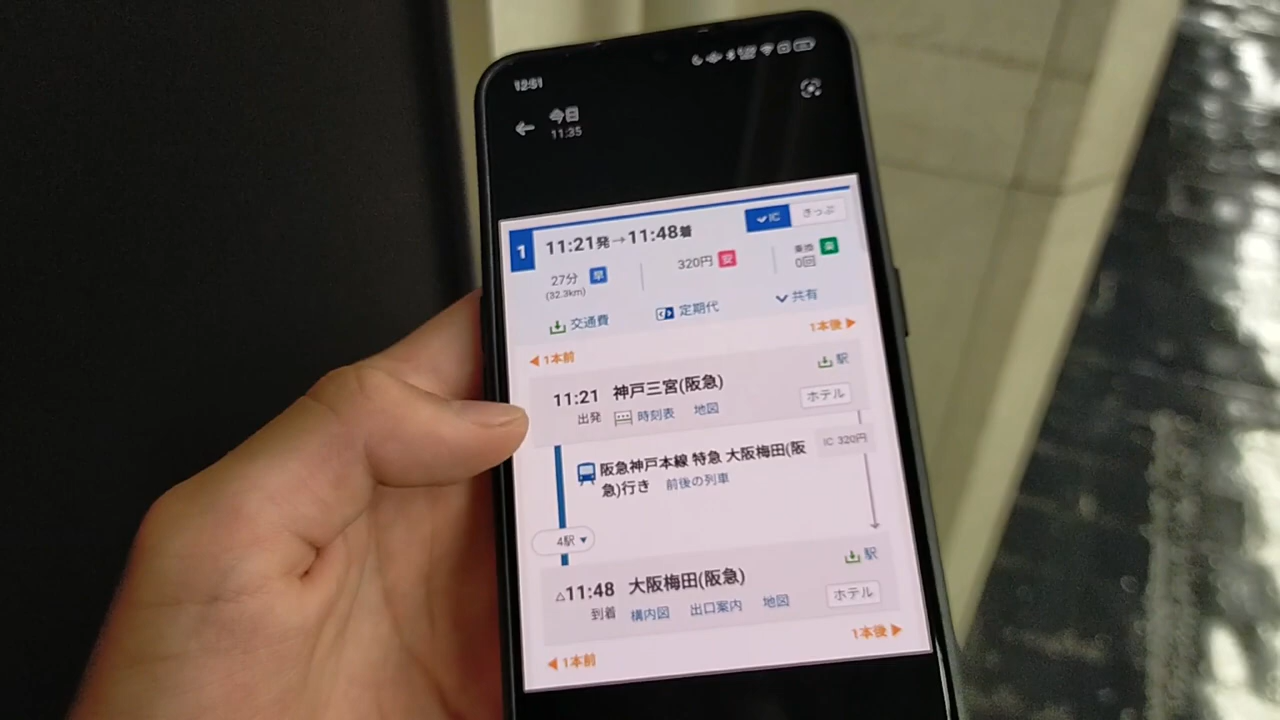 12:51
今日
11:35
1 11:21発→11:48着 IC きっぷ
27分 早 320円 安 乗換 楽
(32.3km) 0回
交通費 定期代 共有
1本前 1本後
11:21 神戸三宮(阪急) 駅
出発 時刻表 地図 ホテル
阪急神戸本線 特急 大阪梅田(阪 IC 320円
急)行き 前後の列車
4駅
△11:48 大阪梅田(阪急) 駅
到着 構内図 出口案内 地図 ホテル
1本前 1本後